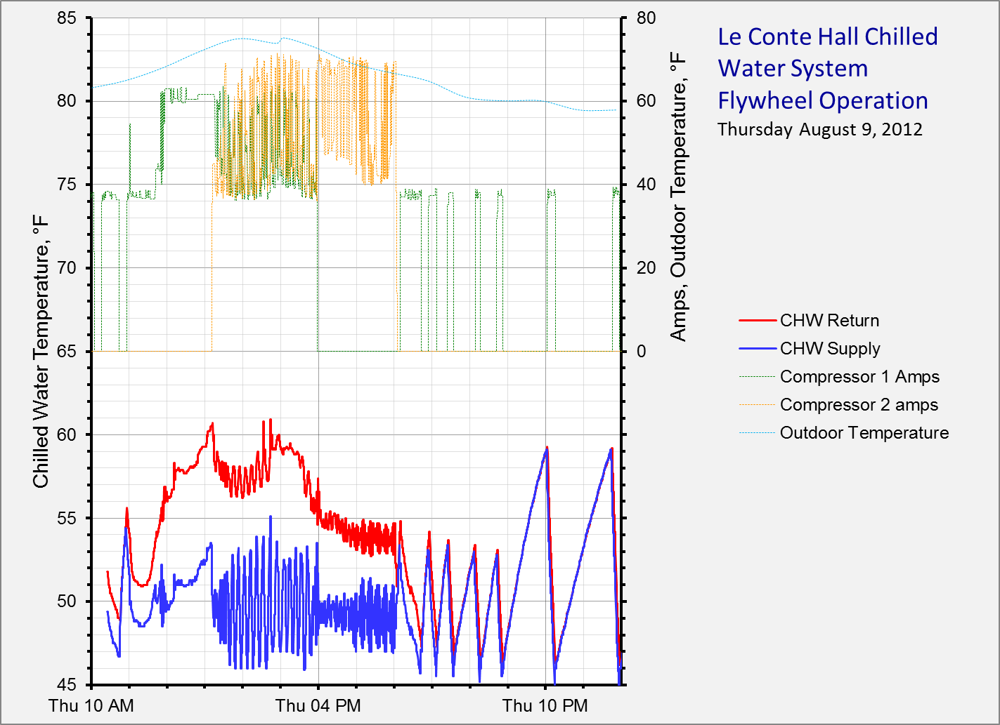 Le Conte Hall Chilled
Water System
Flywheel Operation
Thursday August 9, 2012
Chilled Water Temperature, °F
85
80
75
70
65
60
55
50
45
Amps, Outdoor Temperature, °F
80
60
40
20
0
Thu 10 AM
Thu 04 PM
Thu 10 PM
CHW Return
CHW Supply
Compressor 1 Amps
Compressor 2 amps
Outdoor Temperature